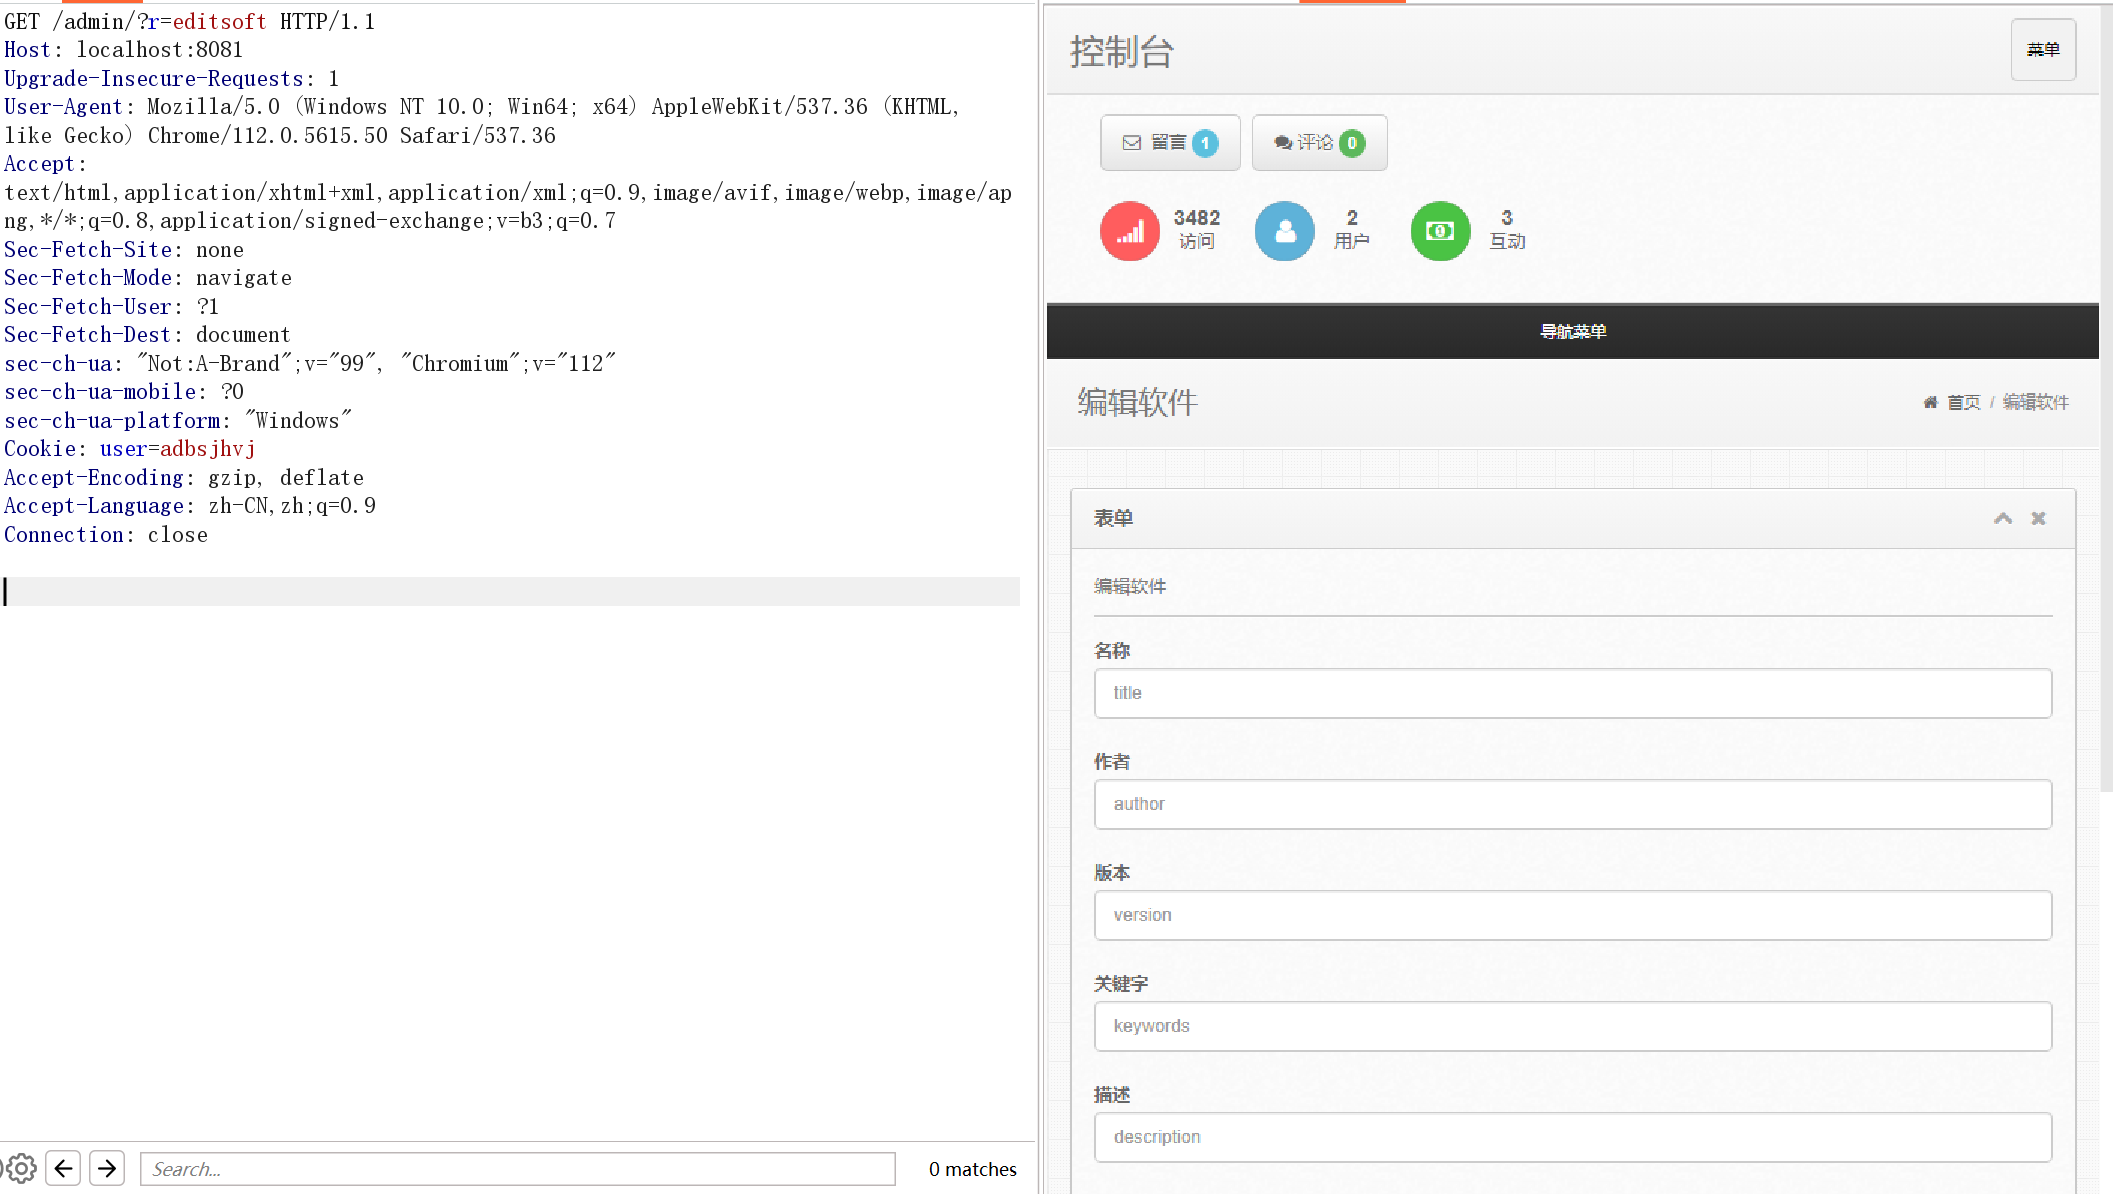 GET /admin/?r=editsoft HTTP/1.1
Host: localhost:8081
Upgrade-Insecure-Requests: 1
User-Agent: Mozilla/5.0 (Windows NT 10.0; Win64; x64) AppleWebKit/537.36 (KHTML,
like Gecko) Chrome/112.0.5615.50 Safari/537.36
Accept:
text/html,application/xhtml+xml,application/xml;q=0.9,image/avif,image/webp,image/ap
ng,*/*;q=0.8,application/signed-exchange;v=b3;q=0.7
Sec-Fetch-Site: none
Sec-Fetch-Mode: navigate
Sec-Fetch-User: ?1
Sec-Fetch-Dest: document
sec-ch-ua: "Not:A-Brand";v="99", "Chromium";v="112"
sec-ch-ua-mobile: ?0
sec-ch-ua-platform: "Windows"
Cookie: user=adbsjhvj
Accept-Encoding: gzip, deflate
Accept-Language: zh-CN,zh;q=0.9
Connection: close
Search...
0 matches
控制台
菜单
留言 1
评论 0
3482
访问
2
用户
3
互动
导航菜单
编辑软件
首页 / 编辑软件
表单
编辑软件
名称
title
作者
author
版本
version
关键字
keywords
描述
description